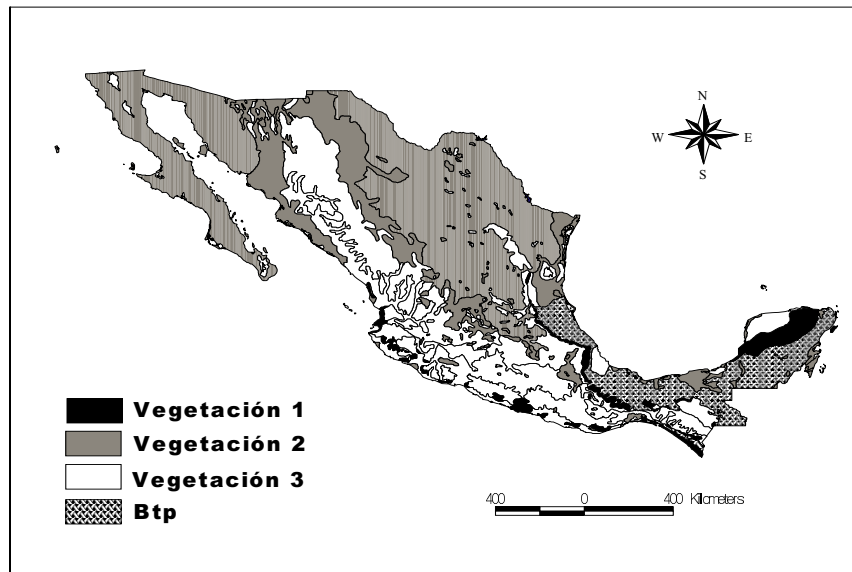 N
W E
S
Vegetación 1
Vegetación 2
Vegetación 3
Btp
400 0 400 Kilometers